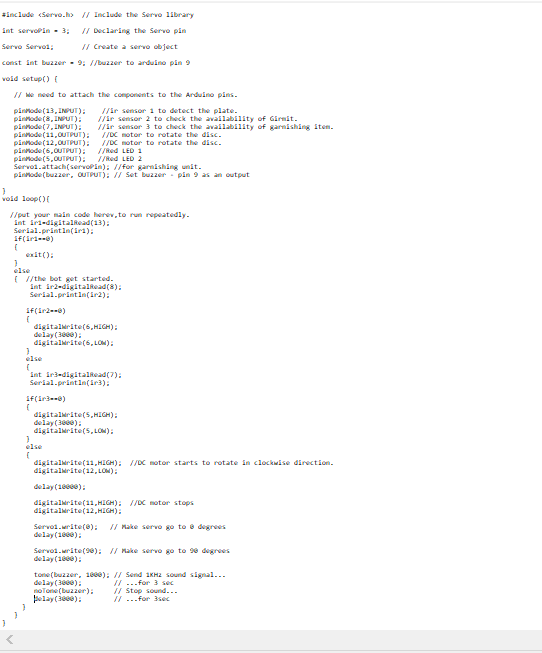 #include <Servo.h>  // Include the Servo library
int servoPin = 3;   // Declaring the Servo pin
Servo Servo1;       // Create a servo object
const int buzzer = 9; //buzzer to arduino pin 9
void setup() {
// We need to attach the components to the Arduino pins.
pinMode(13,INPUT);    //ir sensor 1 to detect the plate.
pinMode(8,INPUT);    //ir sensor 2 to check the availability of Girmit.
pinMode(7,INPUT);    //ir sensor 3 to check the availability of garnishing item.
pinMode(11,OUTPUT);   //DC motor to rotate the disc.
pinMode(12,OUTPUT);   //DC motor to rotate the disc.
pinMode(6,OUTPUT);   //Red LED 1
pinMode(5,OUTPUT);   //Red LED 2
Servo1.attach(servoPin); //for garnishing unit.
pinMode(buzzer, OUTPUT); // Set buzzer - pin 9 as an output
}
void loop(){
//put your main code herev,to run repeatedly.
int ir1=digitalRead(13);
Serial.println(ir1);
if(ir1==0)
{
exit();
}
else
{  //the bot get started.
int ir2=digitalRead(8);
Serial.println(ir2);
if(ir2==0)
{
digitalWrite(6,HIGH);
delay(3000);
digitalWrite(6,LOW);
}
else
{
int ir3=digitalRead(7);
Serial.println(ir3);
if(ir3==0)
{
digitalWrite(5,HIGH);
delay(3000);
digitalWrite(5,LOW);
}
else
{
digitalWrite(11,HIGH);  //DC motor starts to rotate in clockwise direction.
digitalWrite(12,LOW);
delay(10000);
digitalWrite(11,HIGH);  //DC motor stops
digitalWrite(12,HIGH);
Servo1.write(0);   // Make servo go to 0 degrees
delay(1000);
Servo1.write(90);  // Make servo go to 90 degrees
delay(1000);
tone(buzzer, 1000); // Send 1KHz sound signal...
delay(3000);        // ...for 3 sec
noTone(buzzer);     // Stop sound...
delay(3000);        // ...for 3sec
}
}
}